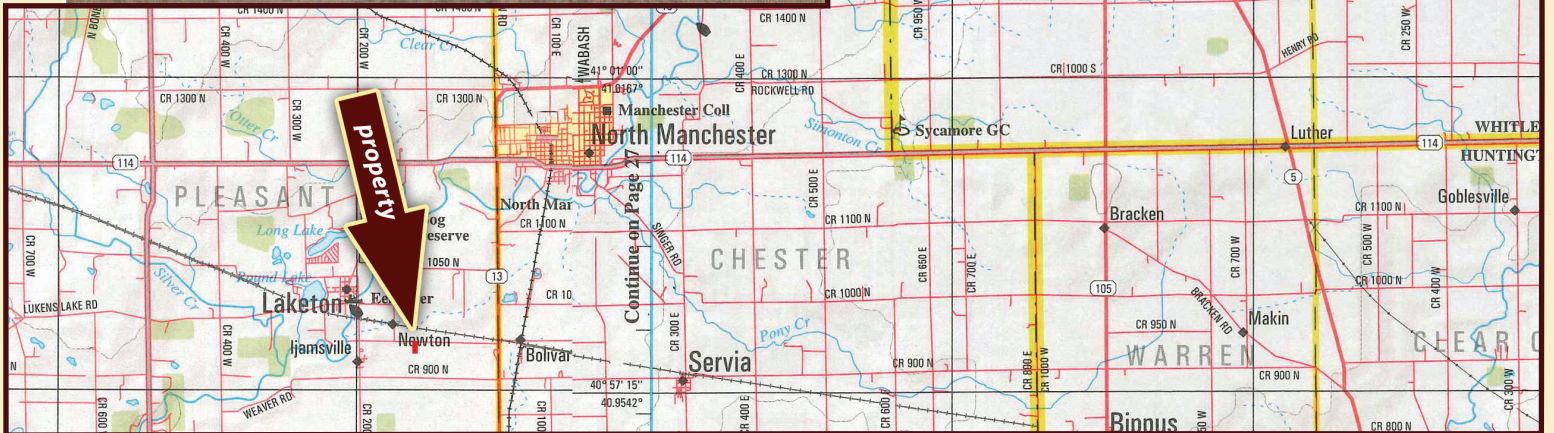 CR 1400 N
CR 1400 N
CR 1400 N
N BONE
CR 400 W
CR 200 W
Clear Cr
RD
CR 100 E
WABASH
CR 400 E
CR 950 W
HENRY RD
CR 250 W
41° 01' 00"
41.0167°
CR 1300 N
ROCKWELL RD
CR 1000 S
CR 1300 N
CR 1300 N
CR 300 W
Otter Cr
property
Manchester Coll
North Manchester
Simonton Cr
Sycamore GC
Luther
WHITLE
114
114
114
HUNTINGT
5
PLEASANT
CR 500 E
Goblesville
North Man
CR 1100 N
CR 1100 N
CR 1100 N
Bracken
og
eserve
Long Lake
Continue on Page 27
SINGER RD
CHESTER
CR 650 E
CR 700 E
CR 700 W
CR 500 W
CR 700 W
1050 N
Round Lake
13
Silver Cr
105
CR 1000 N
CR 400 W
LUKENS LAKE RD
Laketon
CR 10
CR 1000 N
BRACKEN RD
Newton
Ijamsville
CR 400 W
Bolivar
CR 300 E
Pony Cr
CR 950 N
Makin
WARREN
CLEAR C
N
CR 900 N
Servia
CR 900 N
CR 900 N
40° 57' 15"
40.9542°
CR 800 E
CR 1000 W
WEAVER RD
CR 600
CR 200
CR 100
CR 400 E
CR 600 E
Bippus
50 W
CR 800 N
CR 300 W